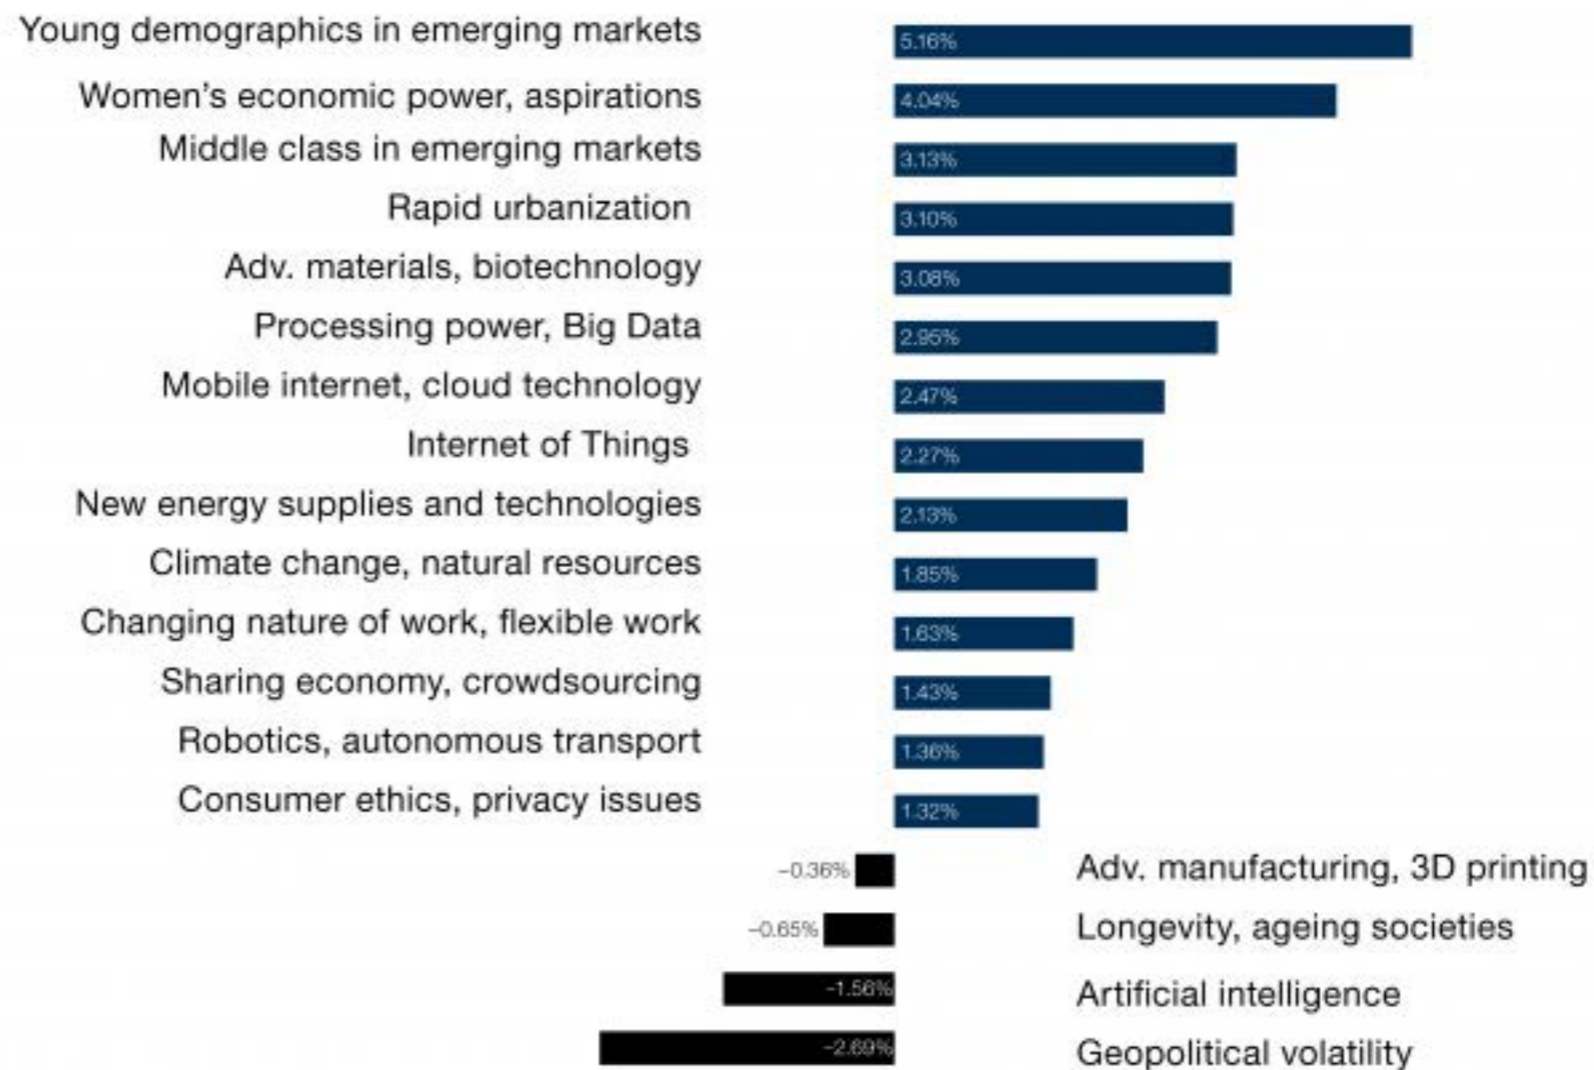 Young demographics in emerging markets 5.16%
Women's economic power, aspirations 4.04%
Middle class in emerging markets 3.13%
Rapid urbanization 3.10%
Adv. materials, biotechnology 3.08%
Processing power, Big Data 2.95%
Mobile internet, cloud technology 2.47%
Internet of Things 2.27%
New energy supplies and technologies 2.13%
Climate change, natural resources 1.85%
Changing nature of work, flexible work 1.63%
Sharing economy, crowdsourcing 1.43%
Robotics, autonomous transport 1.36%
Consumer ethics, privacy issues 1.32%
–0.36% Adv. manufacturing, 3D printing
–0.65% Longevity, ageing societies
–1.56% Artificial intelligence
–2.69% Geopolitical volatility